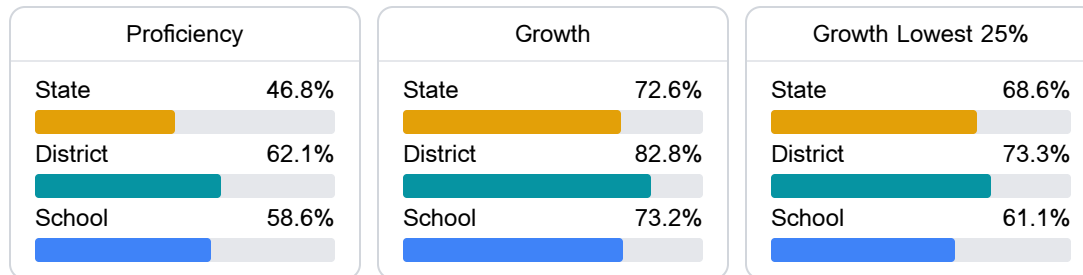 Proficiency
State 46.8%
District 62.1%
School 58.6%
Growth
State 72.6%
District 82.8%
School 73.2%
Growth Lowest 25%
State 68.6%
District 73.3%
School 61.1%